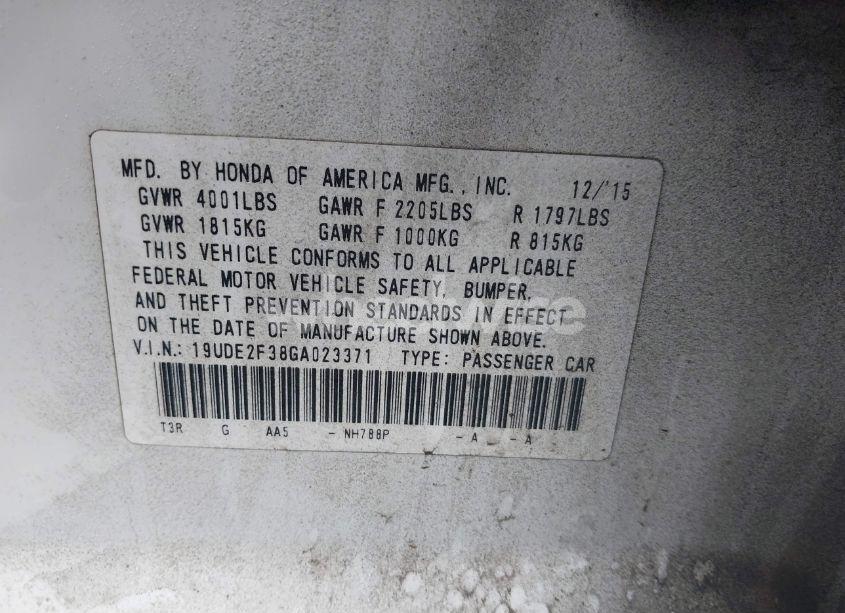 MFD. BY HONDA OF AMERICA MFG., INC. 12/'15
GVWR 4001LBS GAWR F 2205LBS R 1797LBS
GVWR 1815KG GAWR F 1000KG R 815KG
THIS VEHICLE CONFORMS TO ALL APPLICABLE
FEDERAL MOTOR VEHICLE SAFETY, BUMPER,
AND THEFT PREVENTION STANDARDS IN EFFECT
ON THE DATE OF MANUFACTURE SHOWN ABOVE.
V.I.N.: 19UDE2F38GA023371 TYPE: PASSENGER CAR
T3R G AA5 - NH788P - A - A